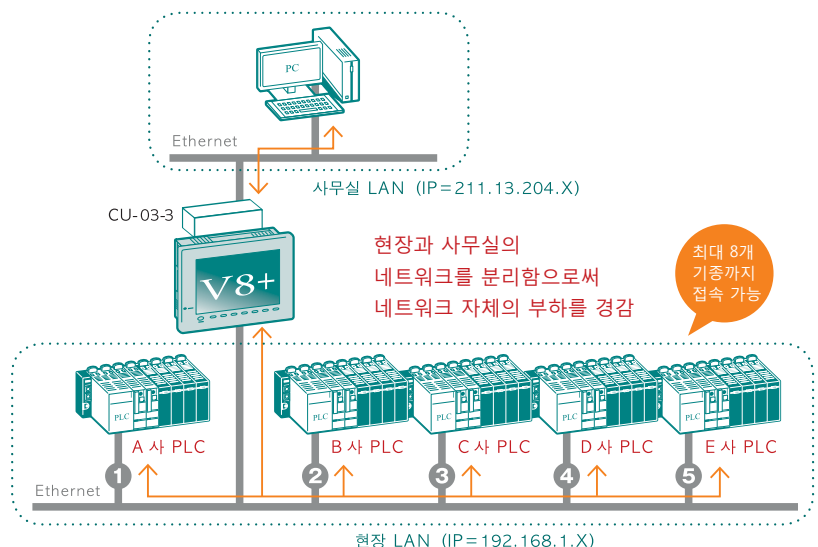 PC
Ethernet
사무실 LAN (IP=211.13.204.X)
CU-03-3
V8+
현장과 사무실의
네트워크를 분리함으로써
네트워크 자체의 부하를 경감
최대 8개
기종까지
접속 가능
PLC
PLC
PLC
PLC
PLC
A 사 PLC
B 사 PLC
C 사 PLC
D 사 PLC
E 사 PLC
1
2
3
4
5
Ethernet
현장 LAN (IP=192.168.1.X)